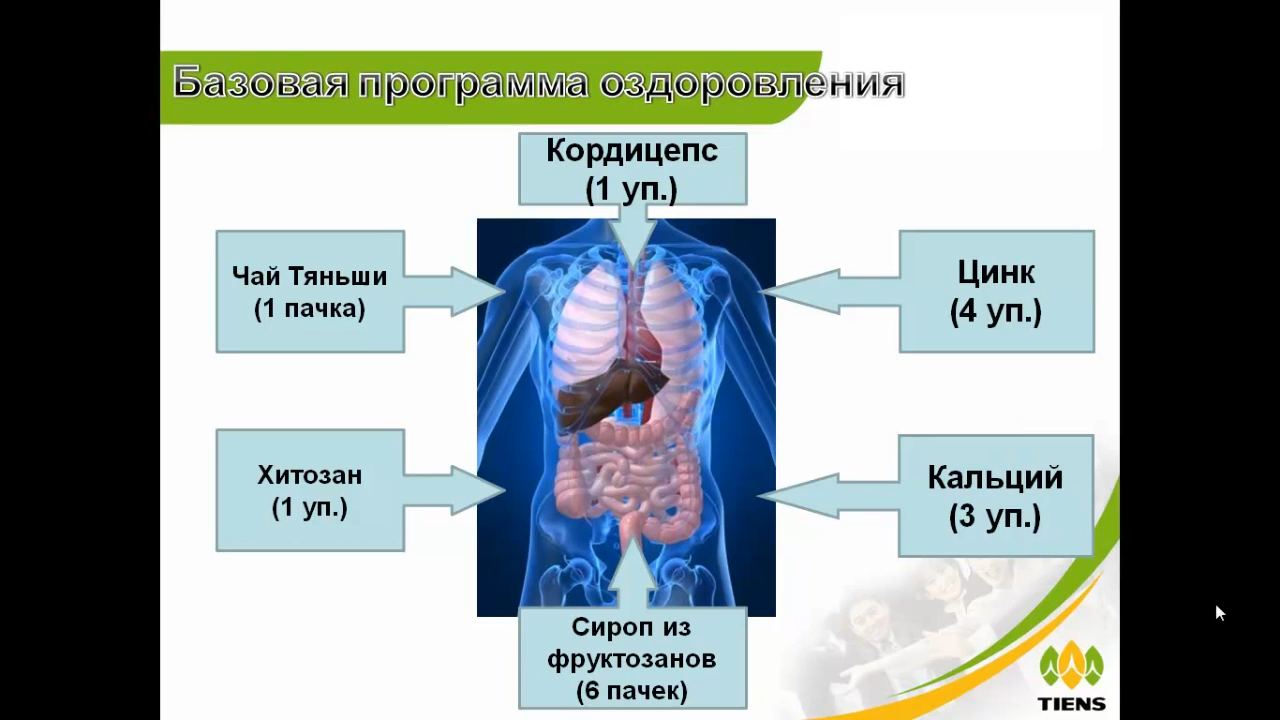 Базовая программа оздоровления
Кордицепс
(1 уп.)
Чай Тяньши
(1 пачка)
Цинк
(4 уп.)
Хитозан
(1 уп.)
Кальций
(3 уп.)
Сироп из
фруктозанов
(6 пачек)
TIENS